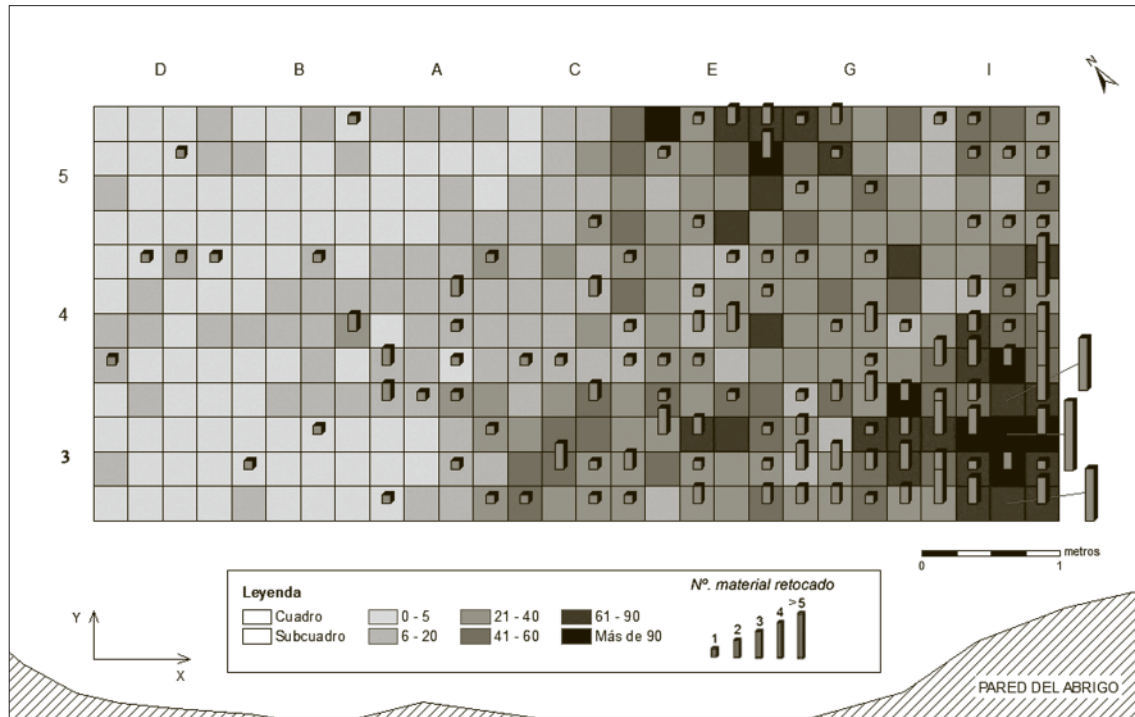 N
D B A C E G I
5
4
3
metros
0 1
Leyenda
Cuadro
Subcuadro
0 - 5
6 - 20
21 - 40
41 - 60
61 - 90
Más de 90
Nº. material retocado
1 2 3 4 >5
Y
X
PARED DEL ABRIGO